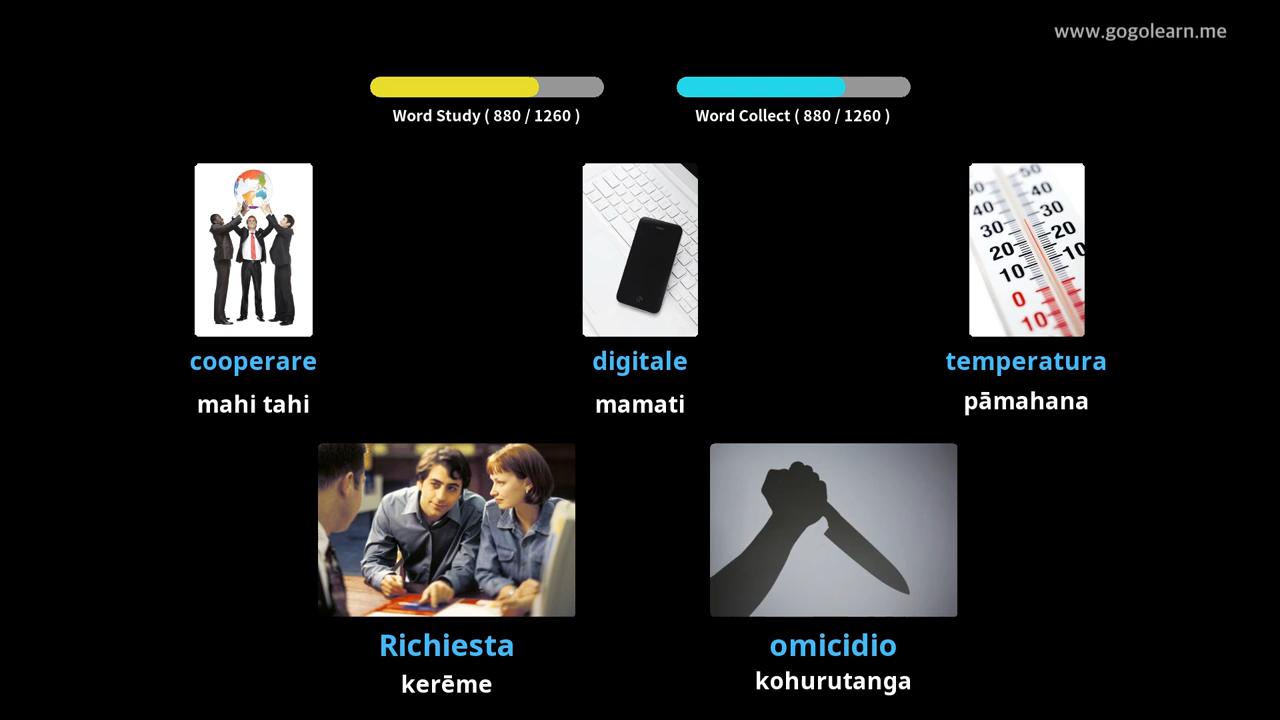 www.gogolearn.me
Word Study ( 880 / 1260 )
Word Collect ( 880 / 1260 )
cooperare
mahi tahi
digitale
mamati
temperatura
pāmahana
Richiesta
kerēme
omicidio
kohurutanga